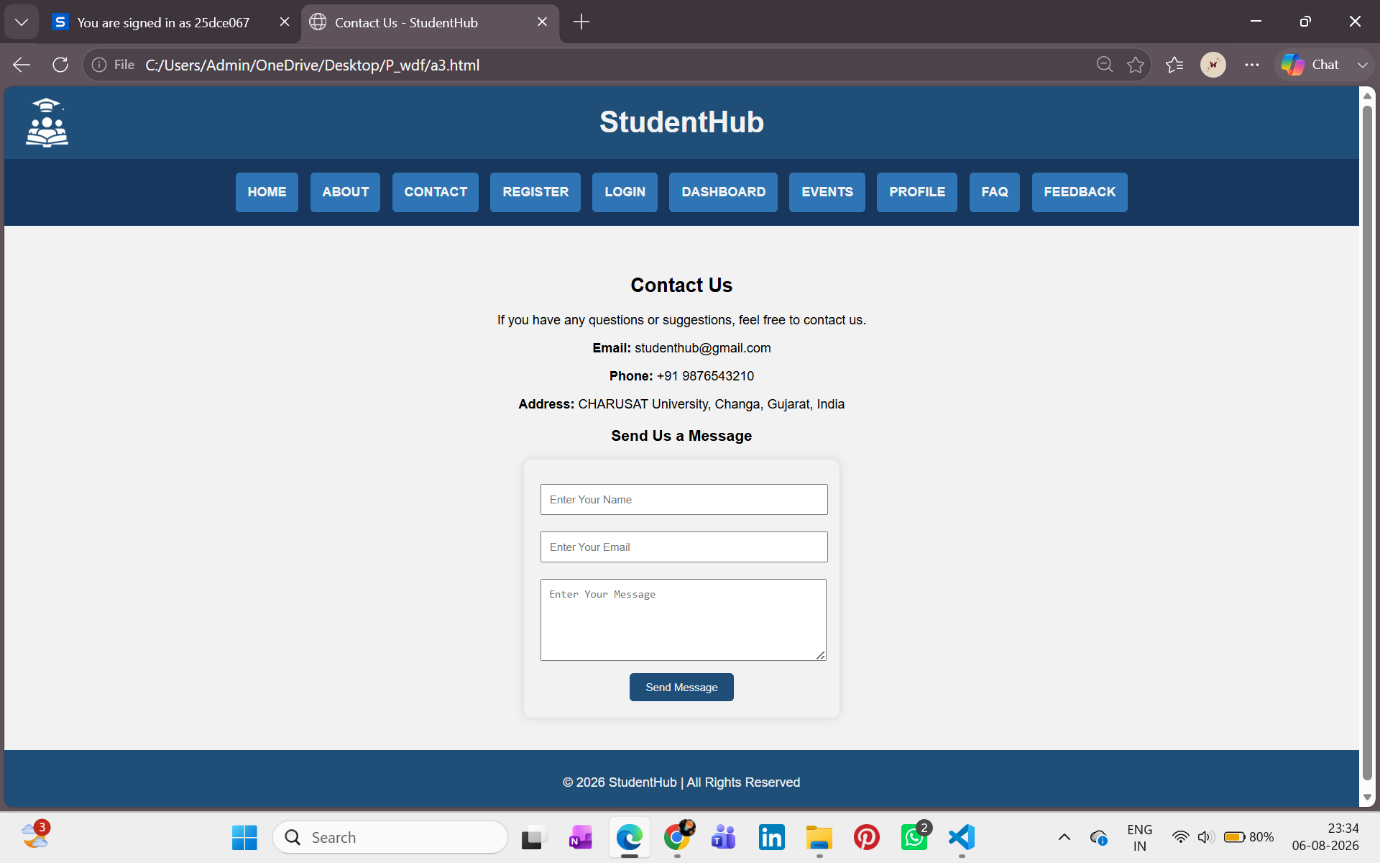 You are signed in as 25dce067
Contact Us - StudentHub
File C:/Users/Admin/OneDrive/Desktop/P_wdf/a3.html
Chat
StudentHub
HOME ABOUT CONTACT REGISTER LOGIN DASHBOARD EVENTS PROFILE FAQ FEEDBACK
Contact Us
If you have any questions or suggestions, feel free to contact us.
Email: studenthub@gmail.com
Phone: +91 9876543210
Address: CHARUSAT University, Changa, Gujarat, India
Send Us a Message
Enter Your Name
Enter Your Email
Enter Your Message
Send Message
© 2026 StudentHub | All Rights Reserved
3
Search
2
ENG
IN
80%
23:34
06-08-2026